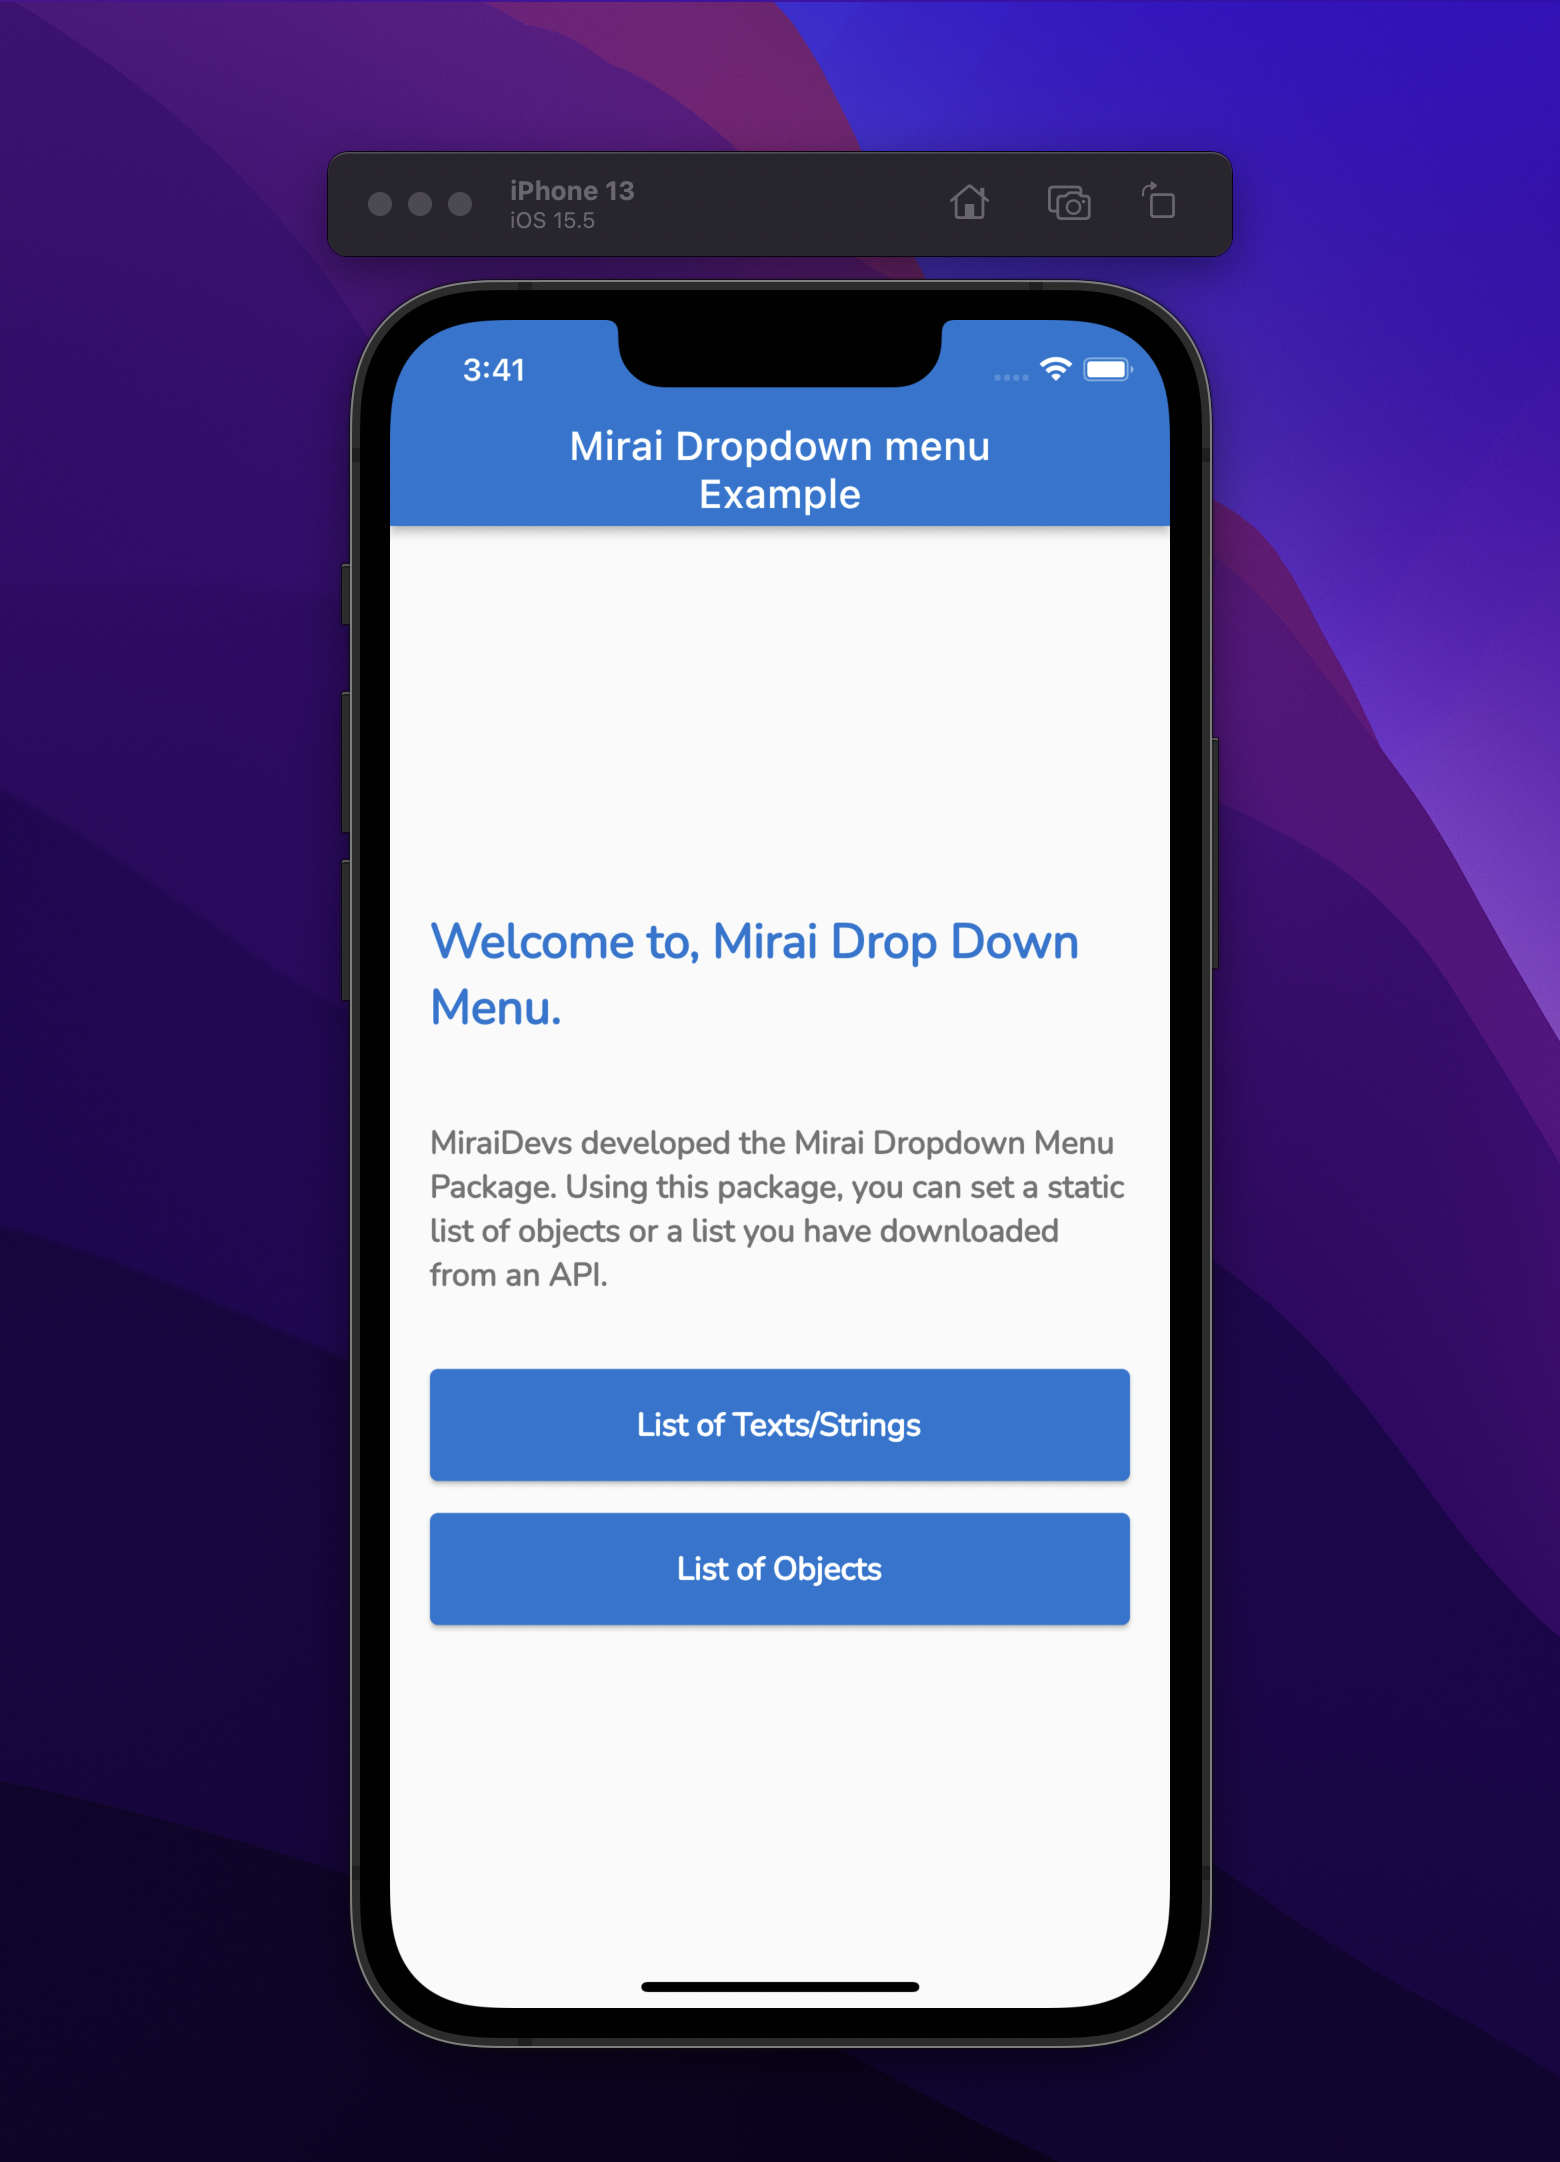 iPhone 13
iOS 15.5
3:41
Mirai Dropdown menu
Example
Welcome to, Mirai Drop Down
Menu.
MiraiDevs developed the Mirai Dropdown Menu
Package. Using this package, you can set a static
list of objects or a list you have downloaded
from an API.
List of Texts/Strings
List of Objects